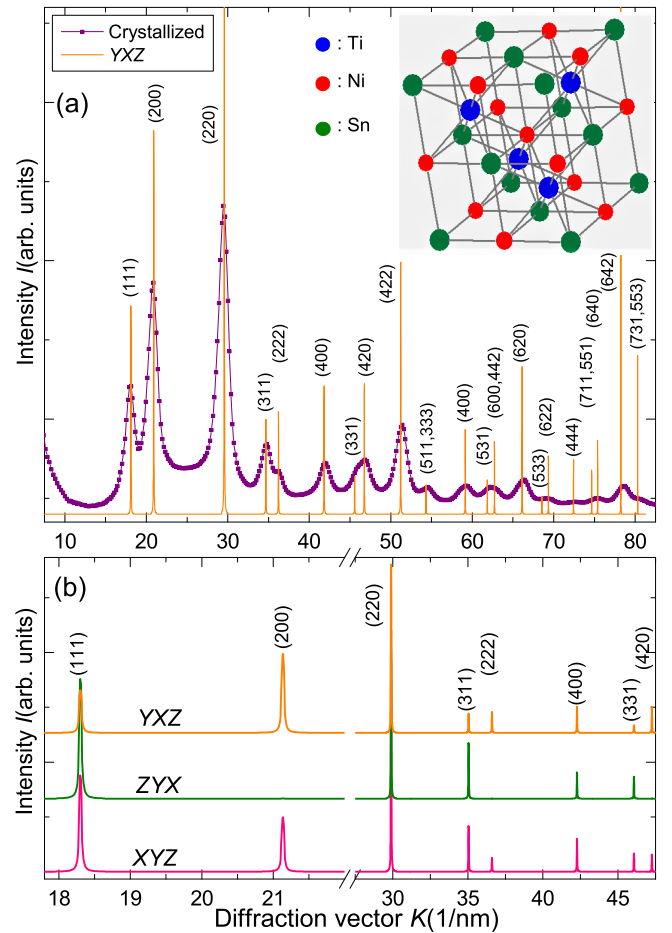 Crystallized
YXZ
(a)
: Ti
: Ni
: Sn
(111)
(200)
(220)
(311)
(222)
(400)
(331)
(420)
(422)
(511,333)
(400)
(531)
(600,442)
(620)
(533)
(622)
(444)
(711,551)
(640)
(642)
(731,553)
Intensity I(arb. units)
10 20 30 40 50 60 70 80
(b)
(111)
(200)
(220)
(311)
(222)
(400)
(331)
(420)
YXZ
ZYX
XYZ
Intensity I(arb. units)
18 19 20 21 30 35 40 45
Diffraction vector K(1/nm)